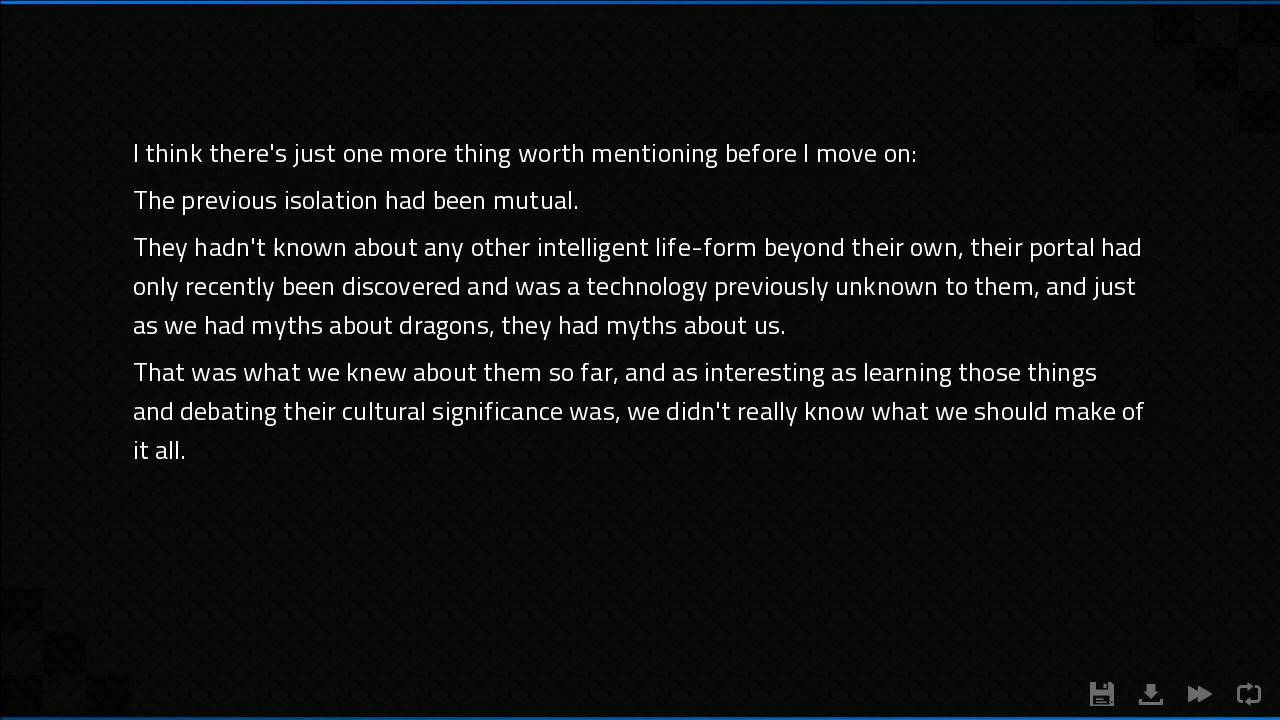 I think there's just one more thing worth mentioning before I move on:
The previous isolation had been mutual.
They hadn't known about any other intelligent life-form beyond their own, their portal had
only recently been discovered and was a technology previously unknown to them, and just
as we had myths about dragons, they had myths about us.
That was what we knew about them so far, and as interesting as learning those things
and debating their cultural significance was, we didn't really know what we should make of
it all.